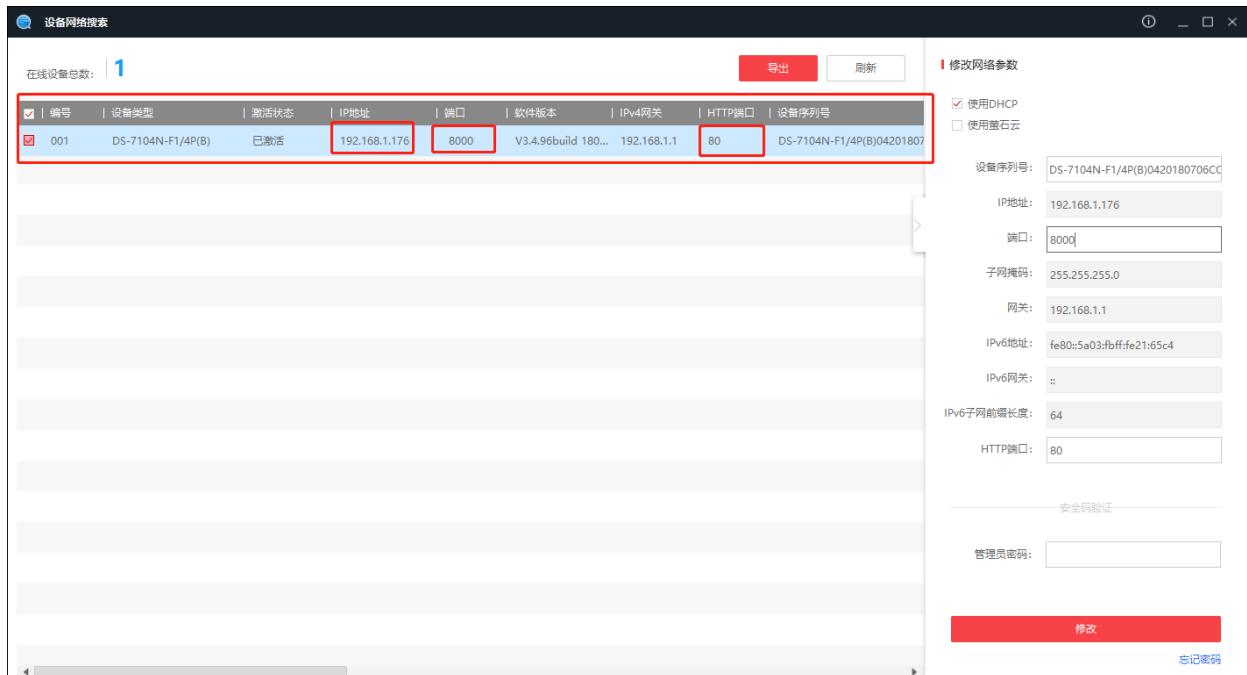 设备网络搜索
在线设备总数： 1
导出 刷新
编号 设备类型 激活状态 IP地址 端口 软件版本 IPv4网关 HTTP端口 设备序列号
001 DS-7104N-F1/4P(B) 已激活 192.168.1.176 8000 V3.4.96build 180... 192.168.1.1 80 DS-7104N-F1/4P(B)04201807
修改网络参数
使用DHCP
使用萤石云
设备序列号： DS-7104N-F1/4P(B)0420180706CC
IP地址： 192.168.1.176
端口： 8000
子网掩码： 255.255.255.0
网关： 192.168.1.1
IPv6地址： fe80::5a03:fbff:fe21:65c4
IPv6网关： ::
IPv6子网前缀长度： 64
HTTP端口： 80
安全码验证
管理员密码：
修改
忘记密码